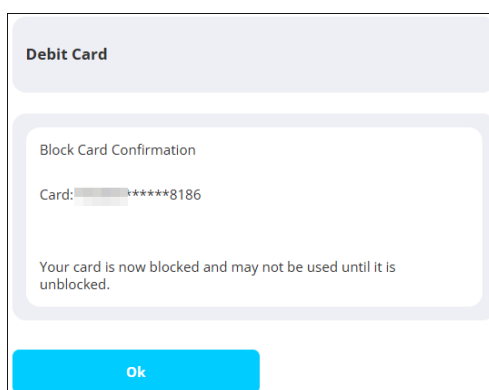 Debit Card
Block Card Confirmation
Card: ******8186
Your card is now blocked and may not be used until it is
unblocked.
Ok